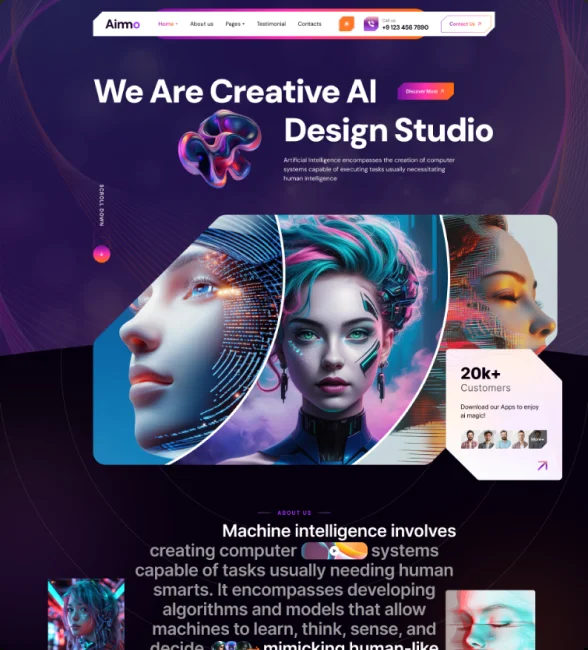 Airmo
Home
About us
Pages
Testimonial
Contacts
Call us
+9 123 456 7890
Contact Us
We Are Creative AI
Discover More
Design Studio
Artificial Intelligence encompasses the creation of computer
systems capable of executing tasks usually necessitating
human intelligence
SCROLL DOWN
20k+
Customers
Download our Apps to enjoy
ai magic!
ABOUT US
Machine intelligence involves
creating computer systems
capable of tasks usually needing human
smarts. It encompasses developing
algorithms and models that allow
machines to learn, think, sense, and
decide, mimicking human-like